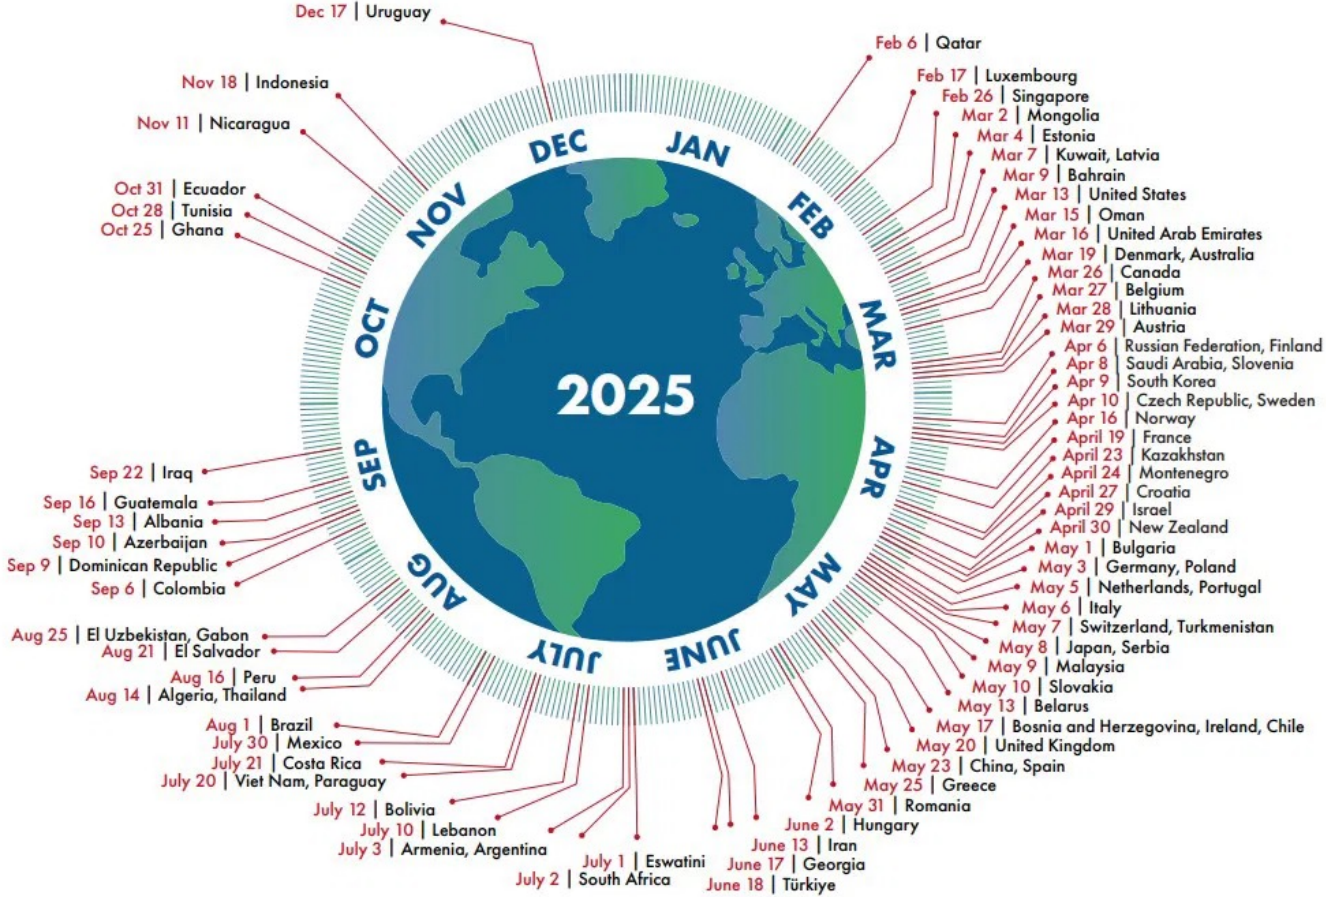 Dec 17 | Uruguay
Nov 18 | Indonesia
Nov 11 | Nicaragua
Oct 31 | Ecuador
Oct 28 | Tunisia
Oct 25 | Ghana
Sep 22 | Iraq
Sep 16 | Guatemala
Sep 13 | Albania
Sep 10 | Azerbaijan
Sep 9 | Dominican Republic
Sep 6 | Colombia
Aug 25 | El Uzbekistan, Gabon
Aug 21 | El Salvador
Aug 16 | Peru
Aug 14 | Algeria, Thailand
Aug 1 | Brazil
July 30 | Mexico
July 21 | Costa Rica
July 20 | Viet Nam, Paraguay
July 12 | Bolivia
July 10 | Lebanon
July 3 | Armenia, Argentina
July 1 | Eswatini
July 2 | South Africa
JAN
FEB
MAR
APR
MAY
JUNE
JULY
AUG
SEP
OCT
NOV
DEC
2025
Feb 6 | Qatar
Feb 17 | Luxembourg
Feb 26 | Singapore
Mar 2 | Mongolia
Mar 4 | Estonia
Mar 7 | Kuwait, Latvia
Mar 9 | Bahrain
Mar 13 | United States
Mar 15 | Oman
Mar 16 | United Arab Emirates
Mar 19 | Denmark, Australia
Mar 26 | Canada
Mar 27 | Belgium
Mar 28 | Lithuania
Mar 29 | Austria
Apr 6 | Russian Federation, Finland
Apr 8 | Saudi Arabia, Slovenia
Apr 9 | South Korea
Apr 10 | Czech Republic, Sweden
Apr 16 | Norway
April 19 | France
April 23 | Kazakhstan
April 24 | Montenegro
April 27 | Croatia
April 29 | Israel
April 30 | New Zealand
May 1 | Bulgaria
May 3 | Germany, Poland
May 5 | Netherlands, Portugal
May 6 | Italy
May 7 | Switzerland, Turkmenistan
May 8 | Japan, Serbia
May 9 | Malaysia
May 10 | Slovakia
May 13 | Belarus
May 17 | Bosnia and Herzegovina, Ireland, Chile
May 20 | United Kingdom
May 23 | China, Spain
May 25 | Greece
May 31 | Romania
June 2 | Hungary
June 13 | Iran
June 17 | Georgia
June 18 | Türkiye